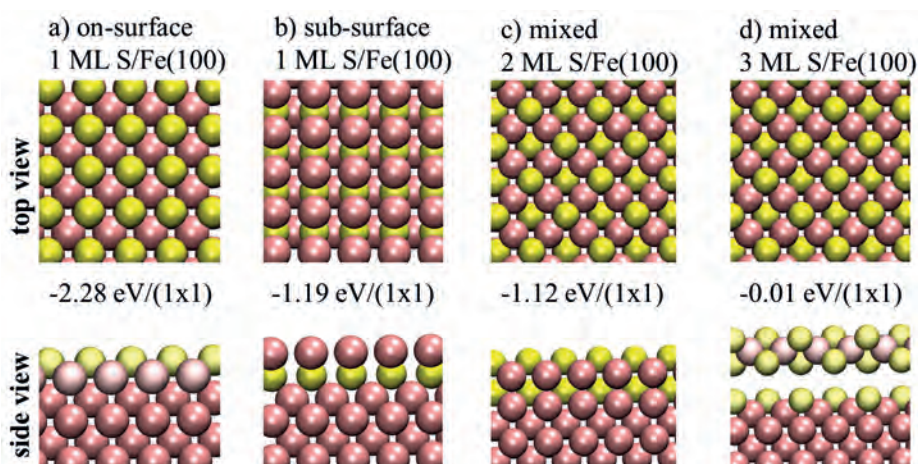 a) on-surface
1 ML S/Fe(100)
b) sub-surface
1 ML S/Fe(100)
c) mixed
2 ML S/Fe(100)
d) mixed
3 ML S/Fe(100)
top view
-2.28 eV/(1x1)
-1.19 eV/(1x1)
-1.12 eV/(1x1)
-0.01 eV/(1x1)
side view